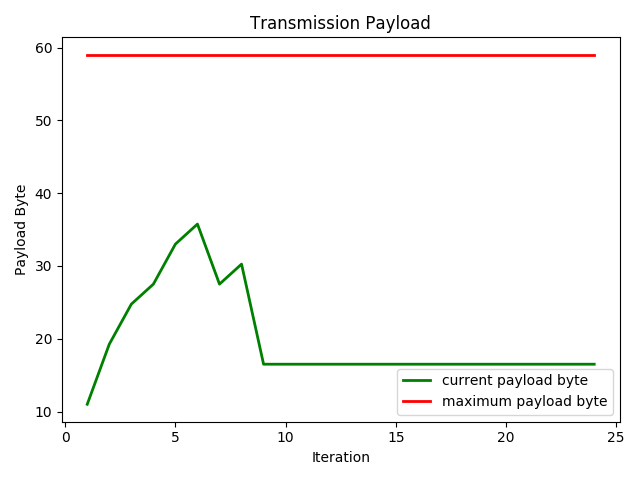 Transmission Payload
Payload Byte
60
50
40
30
20
10
0
5
10
15
20
25
Iteration
current payload byte
maximum payload byte